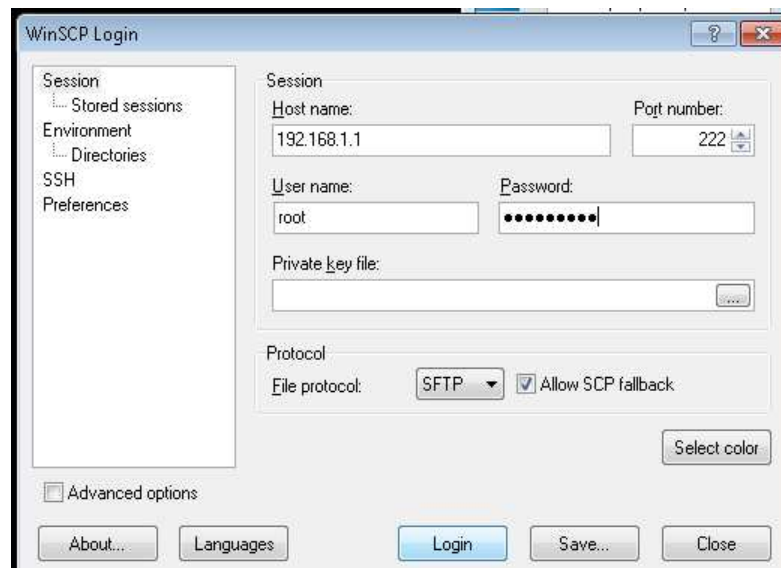 WinSCP Login
Session
Stored sessions
Environment
Directories
SSH
Preferences
Session
Host name:
Port number:
192.168.1.1
222
User name:
Password:
root
●●●●●●●●●
Private key file:
...
Protocol
File protocol:
SFTP
Allow SCP fallback
Select color
Advanced options
About...
Languages
Login
Save...
Close